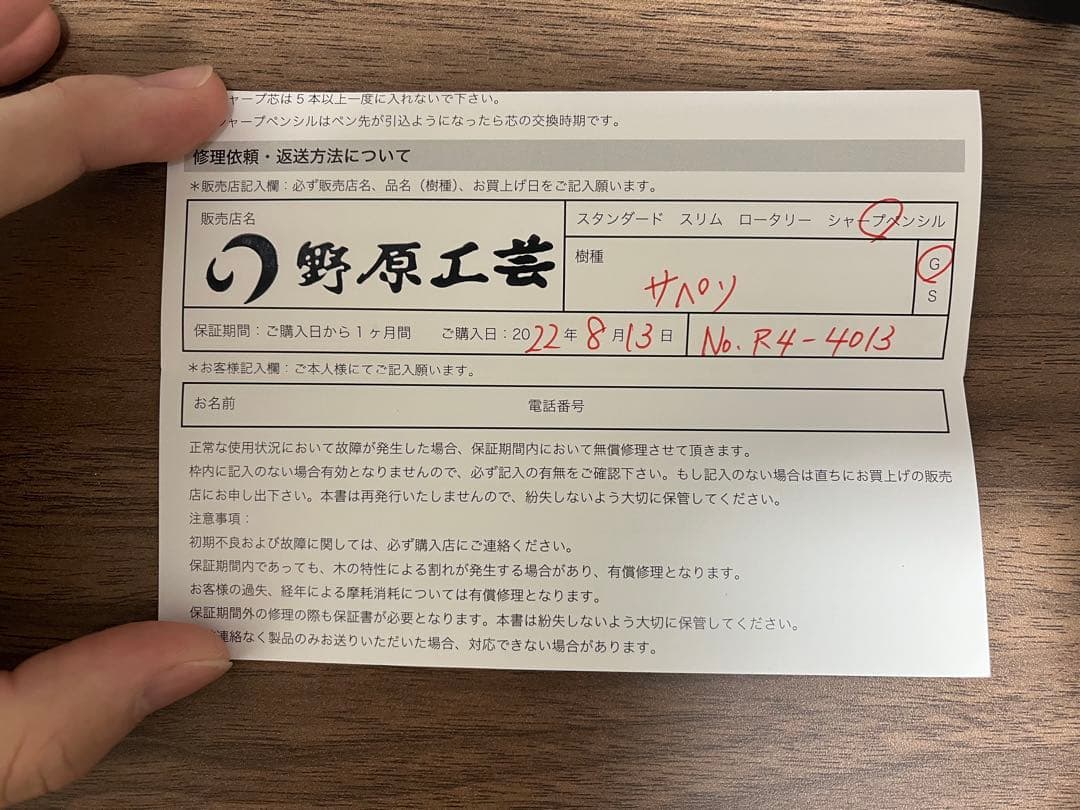 ャープ芯は5本以上一度に入れないで下さい。
ャープペンシルはペン先が引込ようになったら芯の交換時期です。
修理依頼・返送方法について
＊販売店記入欄：必ず販売店名、品名（樹種）、お買上げ日をご記入願います。
販売店名
野原工芸
スタンダード スリム ロータリー シャープペンシル
樹種
サペリ
G
S
保証期間：ご購入日から1ヶ月間 ご購入日：2022年8月13日
No. R4-4013
＊お客様記入欄：ご本人様にてご記入願います。
お名前 電話番号
正常な使用状況において故障が発生した場合、保証期間内において無償修理させて頂きます。
枠内に記入のない場合有効となりませんので、必ず記入の有無をご確認下さい。もし記入のない場合は直ちにお買上げの販売
店にお申し出下さい。本書は再発行いたしませんので、紛失しないよう大切に保管してください。
注意事項：
初期不良および故障に関しては、必ず購入店にご連絡ください。
保証期間内であっても、木の特性による割れが発生する場合があり、有償修理となります。
お客様の過失、経年による摩耗消耗については有償修理となります。
保証期間外の修理の際も保証書が必要となります。本書は紛失しないよう大切に保管してください。
連絡なく製品のみお送りいただいた場合、対応できない場合があります。